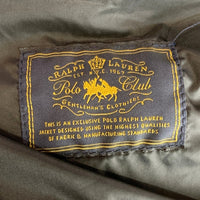 RALPH LAUREN
EST. N.Y.C. 1967
Polo Club
GENTLEMAN'S CLOTHIERS
THIS IS AN EXCLUSIVE POLO RALPH LAUREN
JACKET DESIGNED USING THE HIGHEST QUALITIES
OF FABRIC & MANUFACTURING STANDARDS.